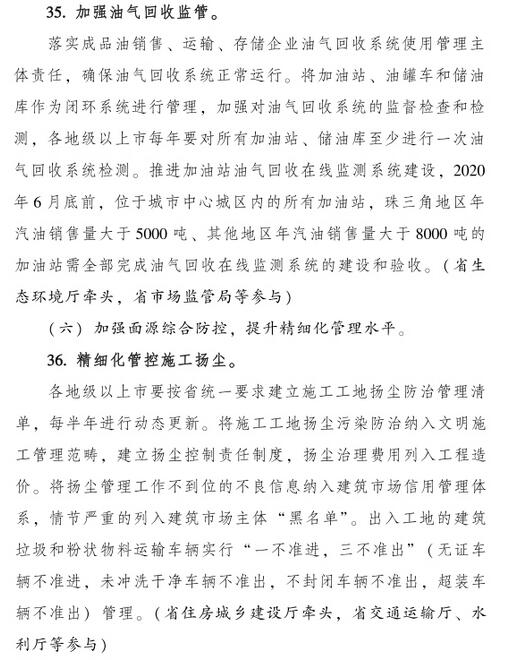 35. 加强油气回收监管。
落实成品油销售、运输、存储企业油气回收系统使用管理主
体责任，确保油气回收系统正常运行。将加油站、油罐车和储油
库作为闭环系统进行管理，加强对油气回收系统的监督检查和检
测，各地级以上市每年要对所有加油站、储油库至少进行一次油
气回收系统检测。推进加油站油气回收在线监测系统建设，2020
年 6 月底前，位于城市中心城区内的所有加油站，珠三角地区年
汽油销售量大于 5000 吨、其他地区年汽油销售量大于 8000 吨的
加油站需全部完成油气回收在线监测系统的建设和验收。（省生
态环境厅牵头，省市场监管局等参与）
（六）加强面源综合防控，提升精细化管理水平。
36. 精细化管控施工扬尘。
各地级以上市要按省统一要求建立施工工地扬尘防治管理清
单，每半年进行动态更新。将施工工地扬尘污染防治纳入文明施
工管理范畴，建立扬尘控制责任制度，扬尘治理费用列入工程造
价。将扬尘管理工作不到位的不良信息纳入建筑市场信用管理体
系，情节严重的列入建筑市场主体“黑名单”。出入工地的建筑
垃圾和粉状物料运输车辆实行“一不准进，三不准出”（无证车
辆不准进，未冲洗干净车辆不准出，不封闭车辆不准出，超装车
辆不准出）管理。（省住房城乡建设厅牵头，省交通运输厅、水
利厅等参与）